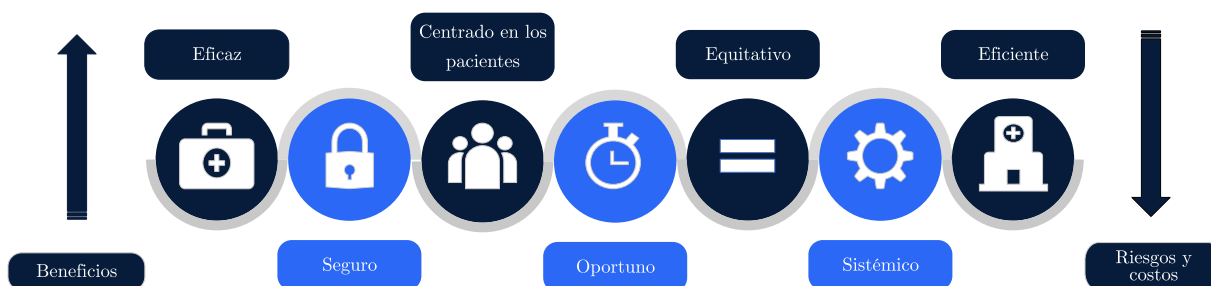 Eficaz
Centrado en los
pacientes
Equitativo
Eficiente
Beneficios
Seguro
Oportuno
Sistémico
Riesgos y
costos